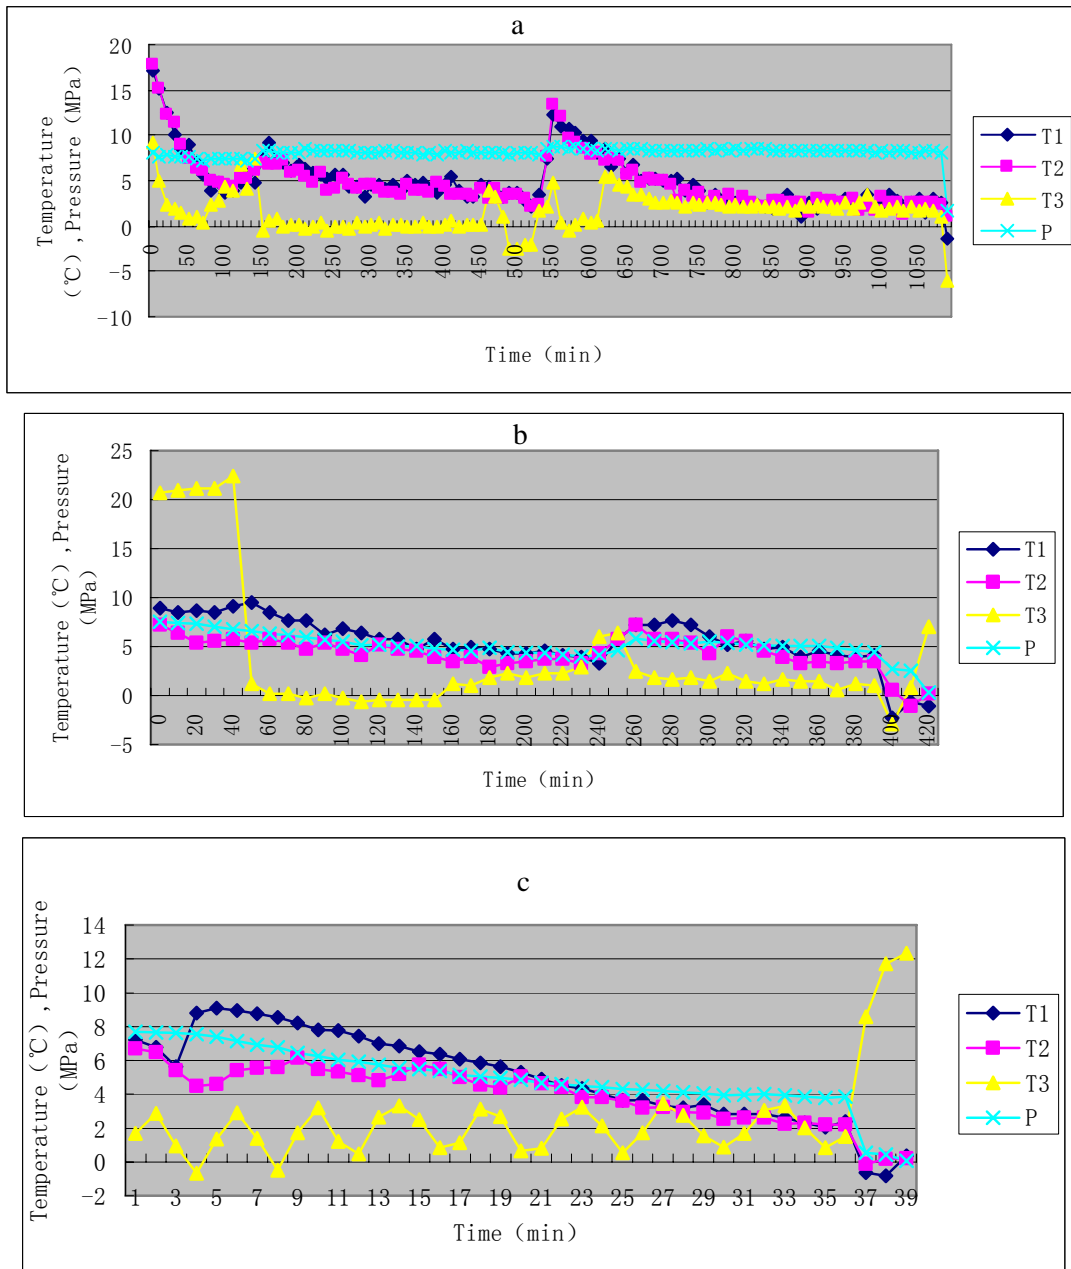 a
Temperature
(℃),Pressure(MPa)
20
15
10
5
0
-5
-10
0 50 100 150 200 250 300 350 400 450 500 550 600 650 700 750 800 850 900 950 1000 1050
Time(min)
T1
T2
T3
P
b
Temperature(℃),Pressure
(MPa)
25
20
15
10
5
0
-5
0 20 40 60 80 100 120 140 160 180 200 220 240 260 280 300 320 340 360 380 400 420
Time(min)
T1
T2
T3
P
c
Temperature(℃),Pressure
(MPa)
14
12
10
8
6
4
2
0
-2
1 3 5 7 9 11 13 15 17 19 21 23 25 27 29 31 33 35 37 39
Time(min)
T1
T2
T3
P